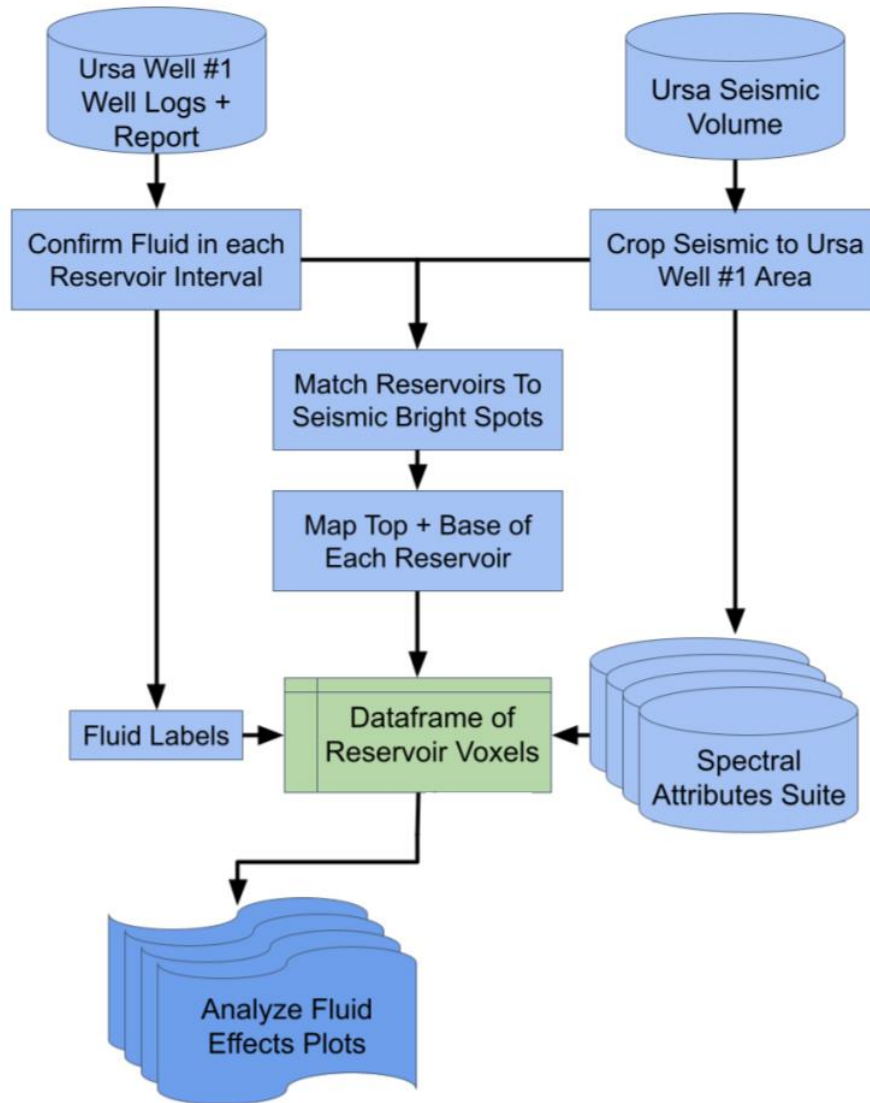 Ursa Well #1
Well Logs +
Report
Ursa Seismic
Volume
Confirm Fluid in each
Reservoir Interval
Crop Seismic to Ursa
Well #1 Area
Match Reservoirs To
Seismic Bright Spots
Map Top + Base of
Each Reservoir
Fluid Labels
Dataframe of
Reservoir Voxels
Spectral
Attributes Suite
Analyze Fluid
Effects Plots